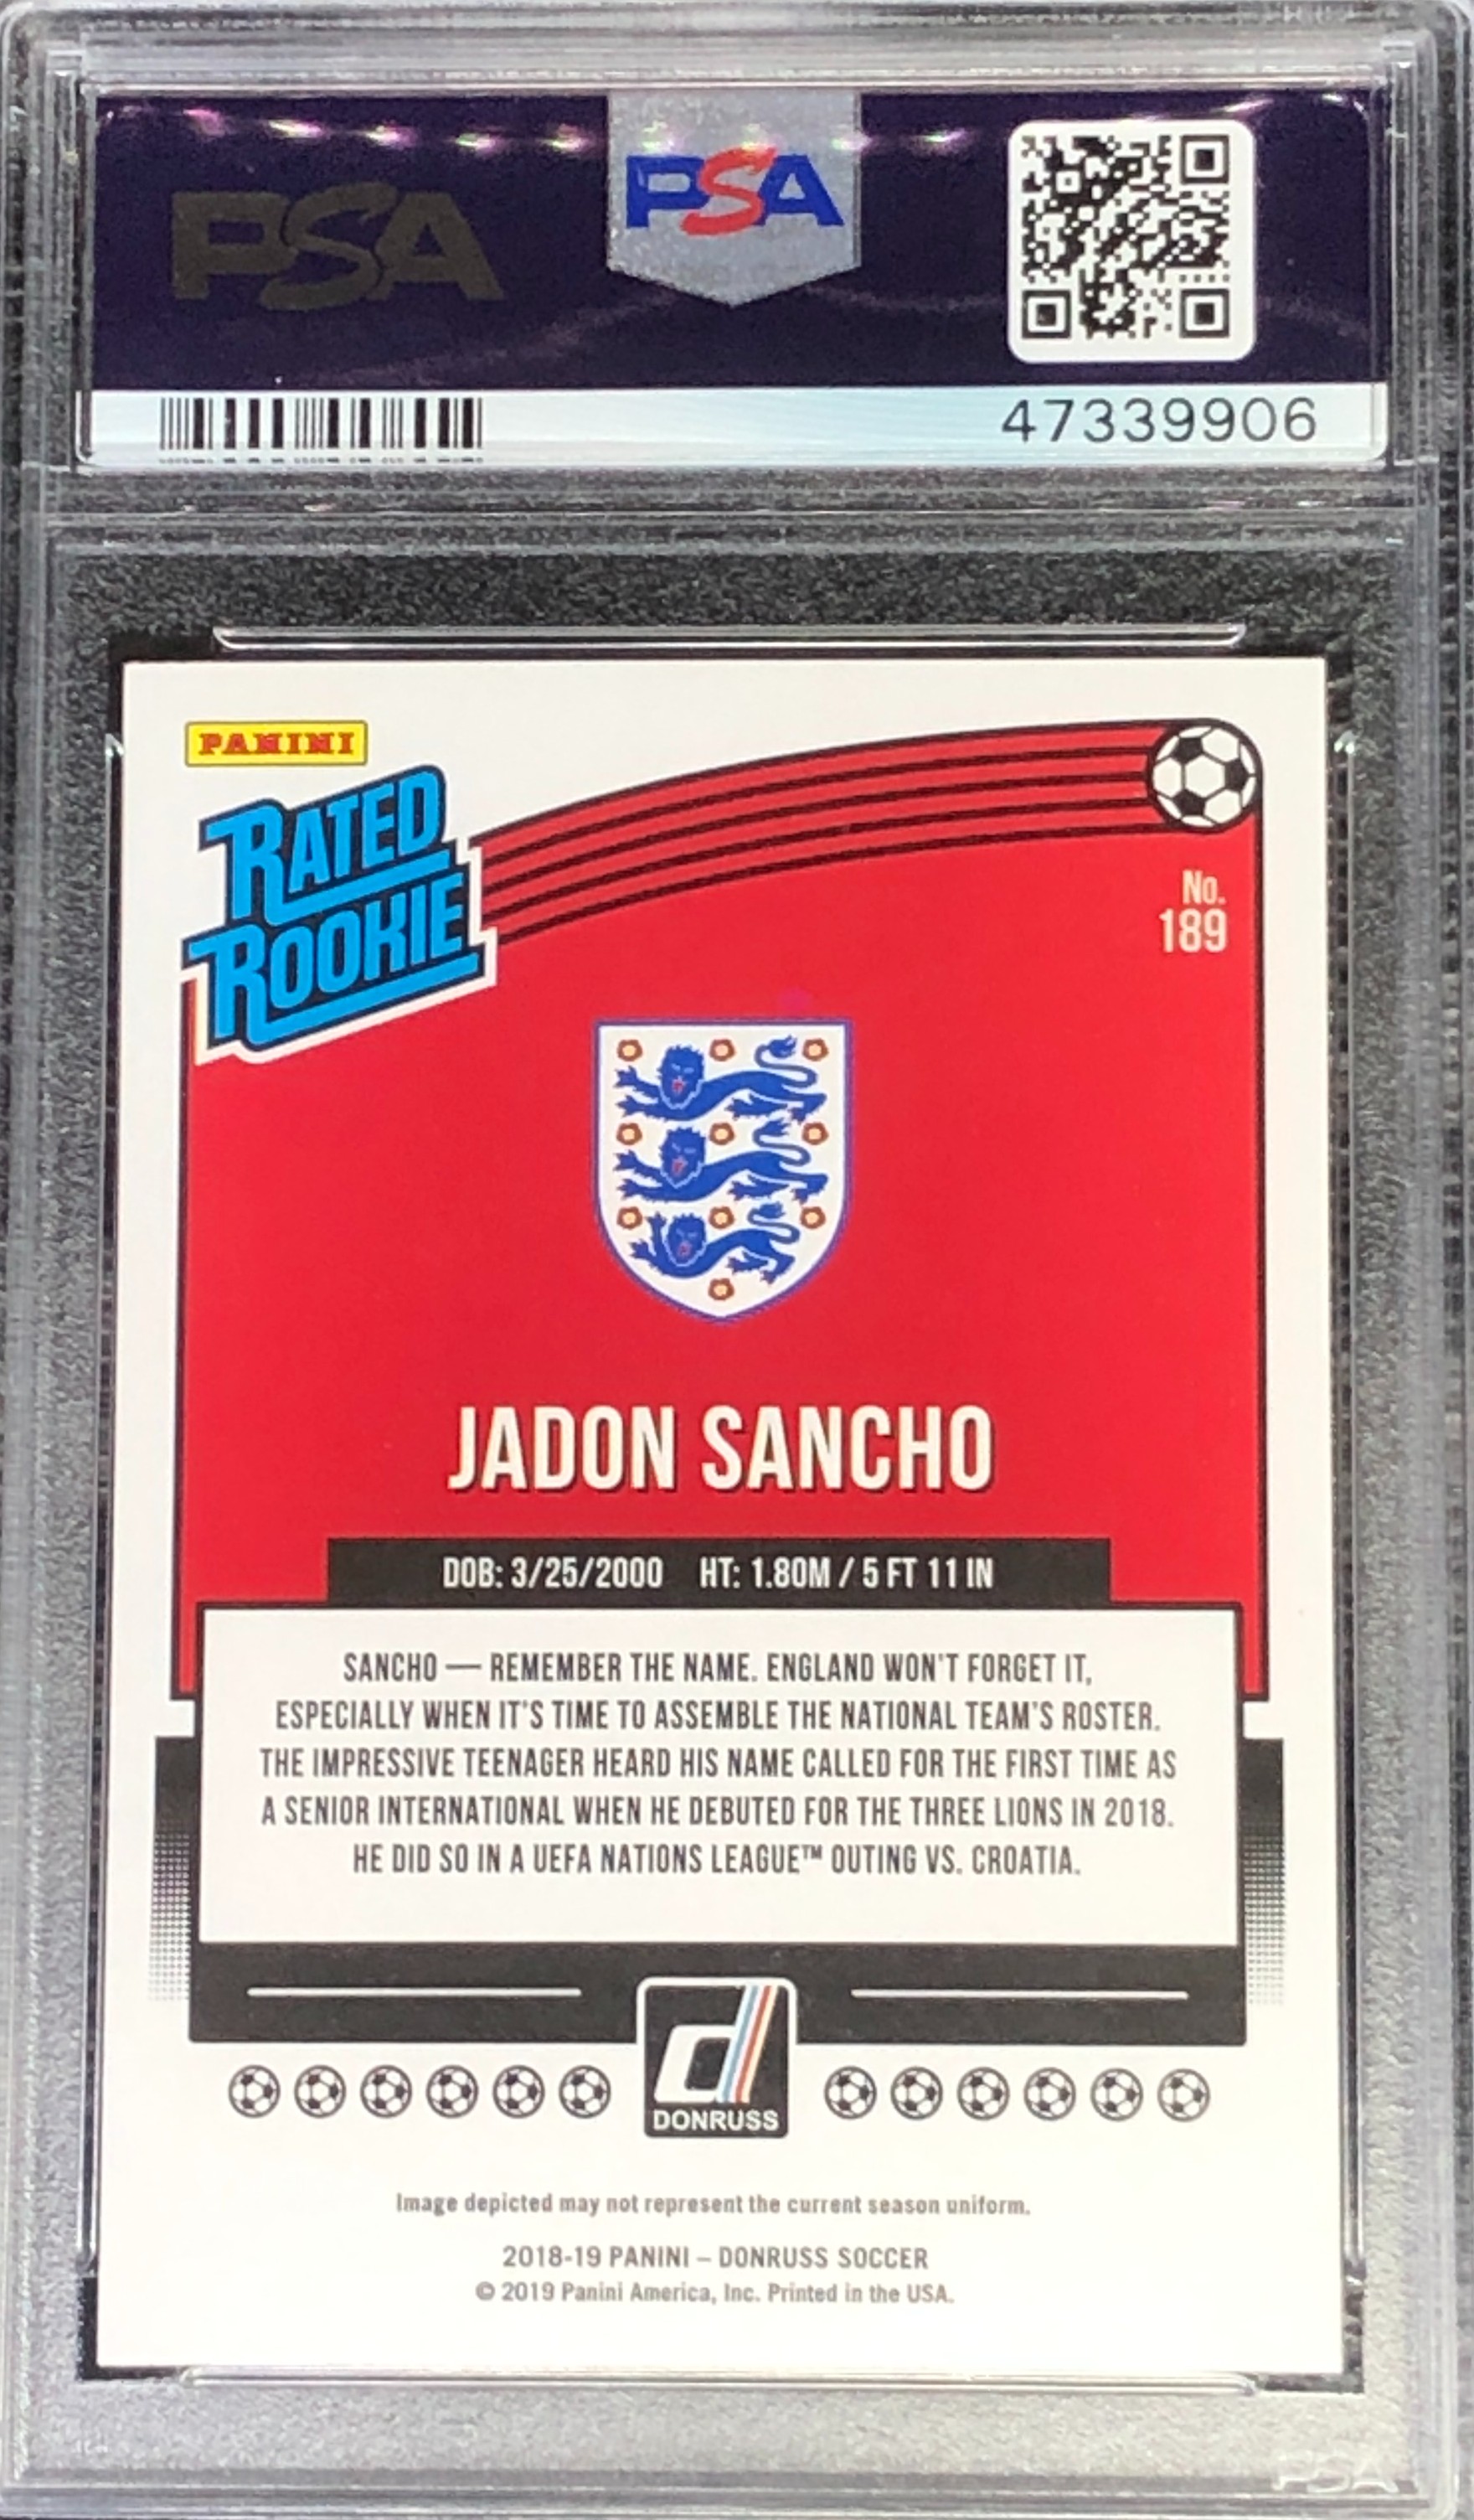 PSA
PSA
47339906
PANINI
RATED
ROOKIE
No.
189
JADON SANCHO
DOB: 3/25/2000 HT: 1.80M / 5 FT 11 IN
SANCHO — REMEMBER THE NAME. ENGLAND WON'T FORGET IT,
ESPECIALLY WHEN IT'S TIME TO ASSEMBLE THE NATIONAL TEAM'S ROSTER.
THE IMPRESSIVE TEENAGER HEARD HIS NAME CALLED FOR THE FIRST TIME AS
A SENIOR INTERNATIONAL WHEN HE DEBUTED FOR THE THREE LIONS IN 2018.
HE DID SO IN A UEFA NATIONS LEAGUE™ OUTING VS. CROATIA.
d
DONRUSS
Image depicted may not represent the current season uniform.
2018-19 PANINI – DONRUSS SOCCER
© 2019 Panini America, Inc. Printed in the USA.
PSA